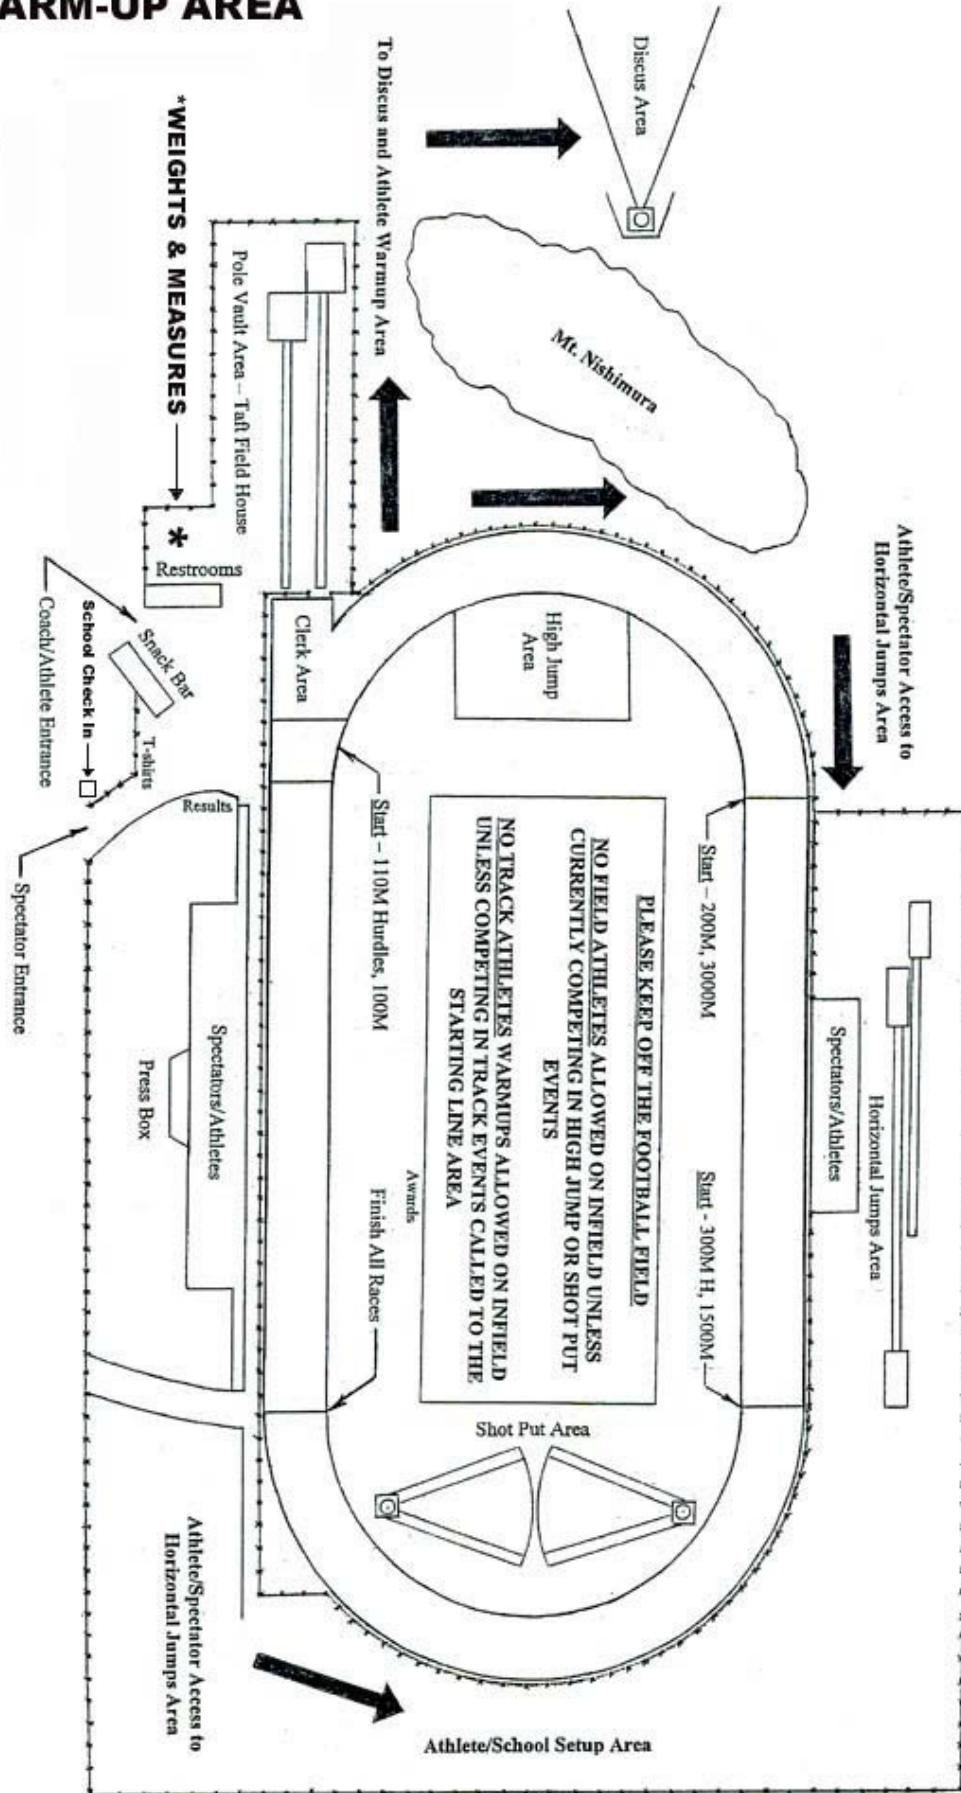 ARM-UP AREA
Discus Area
To Discus and Athlete Warmup Area
*WEIGHTS & MEASURES
Pole Vault Area – Taft Field House
Mt. Nishimura
Athlete/Spectator Access to
Horizontal Jumps Area
*
Restrooms
Snack Bar
School Check In
Coach/Athlete Entrance
T-shirts
Clerk Area
High Jump
Area
Results
Spectator Entrance
Start – 110M Hurdles, 100M
Start – 200M, 3000M
PLEASE KEEP OFF THE FOOTBALL FIELD
NO FIELD ATHLETES ALLOWED ON INFIELD UNLESS
CURRENTLY COMPETING IN HIGH JUMP OR SHOT PUT
EVENTS
NO TRACK ATHLETES WARMUPS ALLOWED ON INFIELD
UNLESS COMPETING IN TRACK EVENTS CALLED TO THE
STARTING LINE AREA
Spectators/Athletes
Horizontal Jumps Area
Spectators/Athletes
Press Box
Awards
Finish All Races
Start - 300M H, 1500M
Shot Put Area
Athlete/Spectator Access to
Horizontal Jumps Area
Athlete/School Setup Area